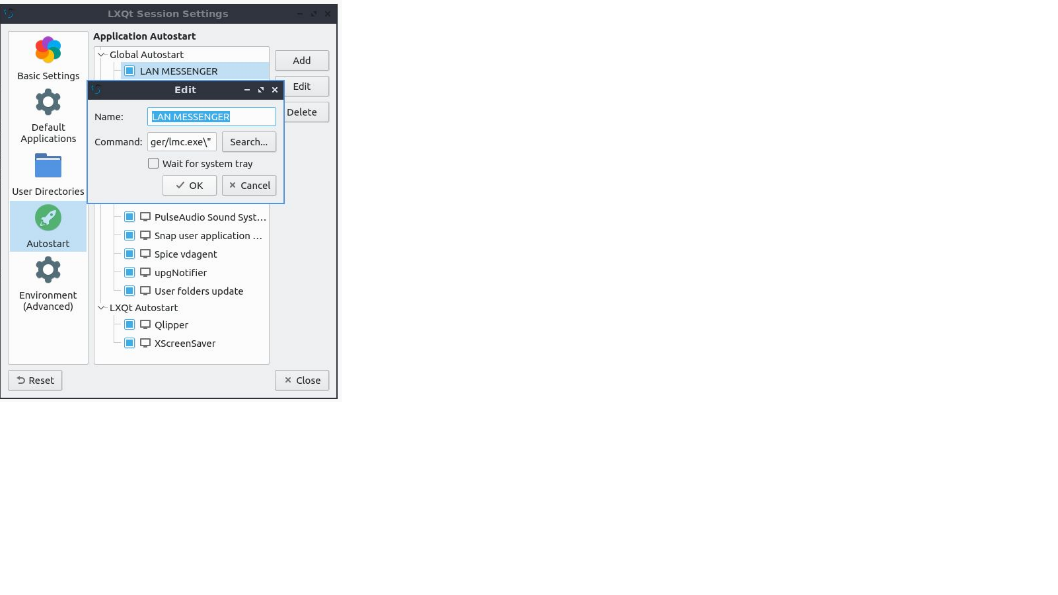 LXQt Session Settings
Application Autostart
Global Autostart
LAN MESSENGER
Add
Edit
Delete
Basic Settings
Default
Applications
User Directories
Autostart
Environment
(Advanced)
Edit
Name: LAN MESSENGER
Command: ger/lmc.exe\" Search...
Wait for system tray
OK Cancel
PulseAudio Sound Syst...
Snap user application ...
Spice vdagent
upgNotifier
User folders update
LXQt Autostart
Qlipper
XScreenSaver
Reset
Close